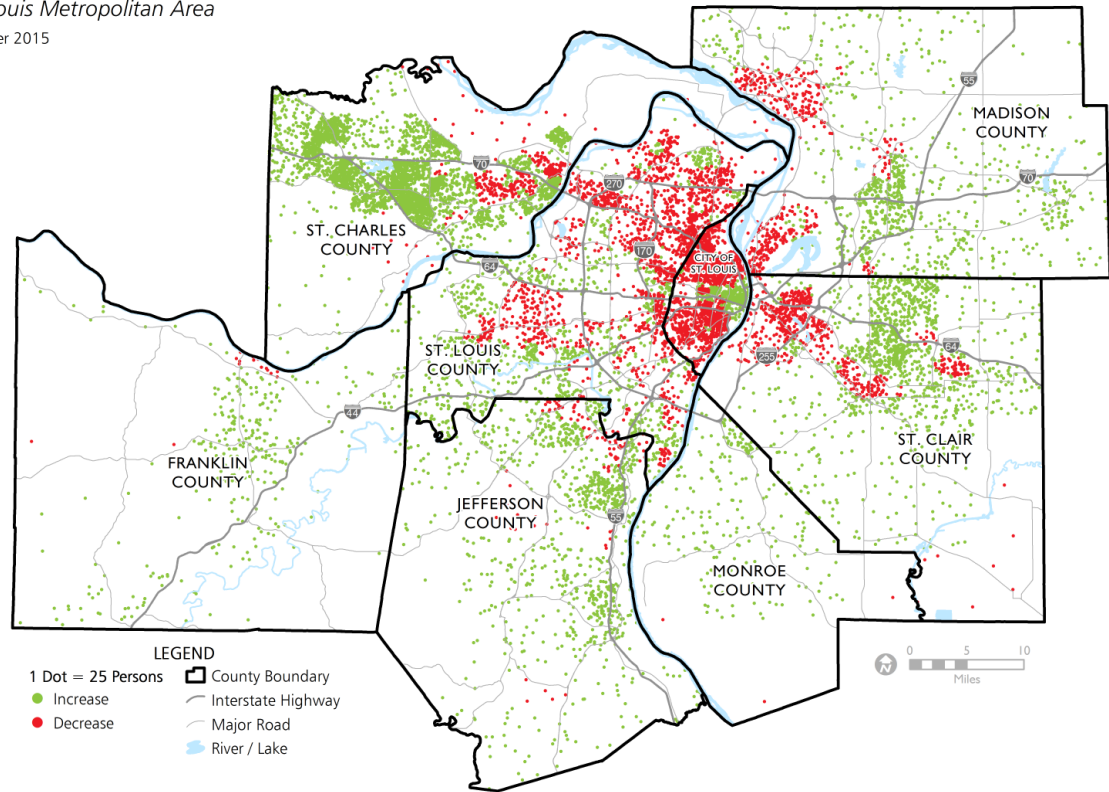 ouis Metropolitan Area
er 2015
55
MADISON
COUNTY
70
70
270
ST. CHARLES
COUNTY
170
CITY OF
ST. LOUIS
64
ST. LOUIS
COUNTY
255
64
44
ST. CLAIR
COUNTY
FRANKLIN
COUNTY
JEFFERSON
COUNTY
55
MONROE
COUNTY
LEGEND
1 Dot = 25 Persons
County Boundary
Increase
Interstate Highway
Decrease
Major Road
River / Lake
N
0 5 10
Miles